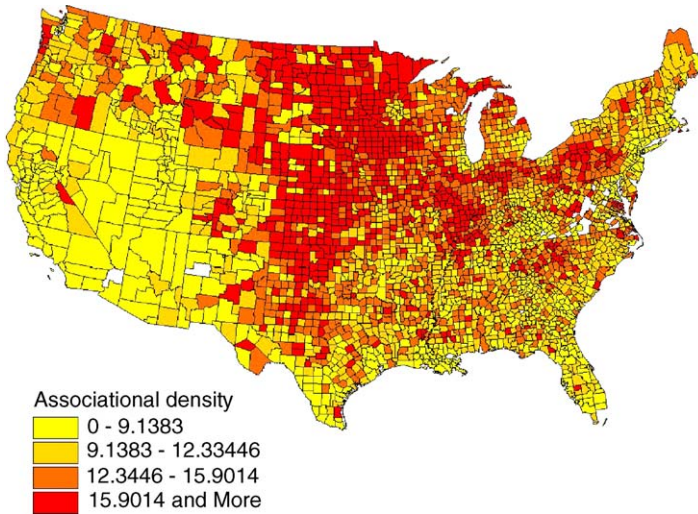 Associational density
0 - 9.1383
9.1383 - 12.33446
12.3446 - 15.9014
15.9014 and More